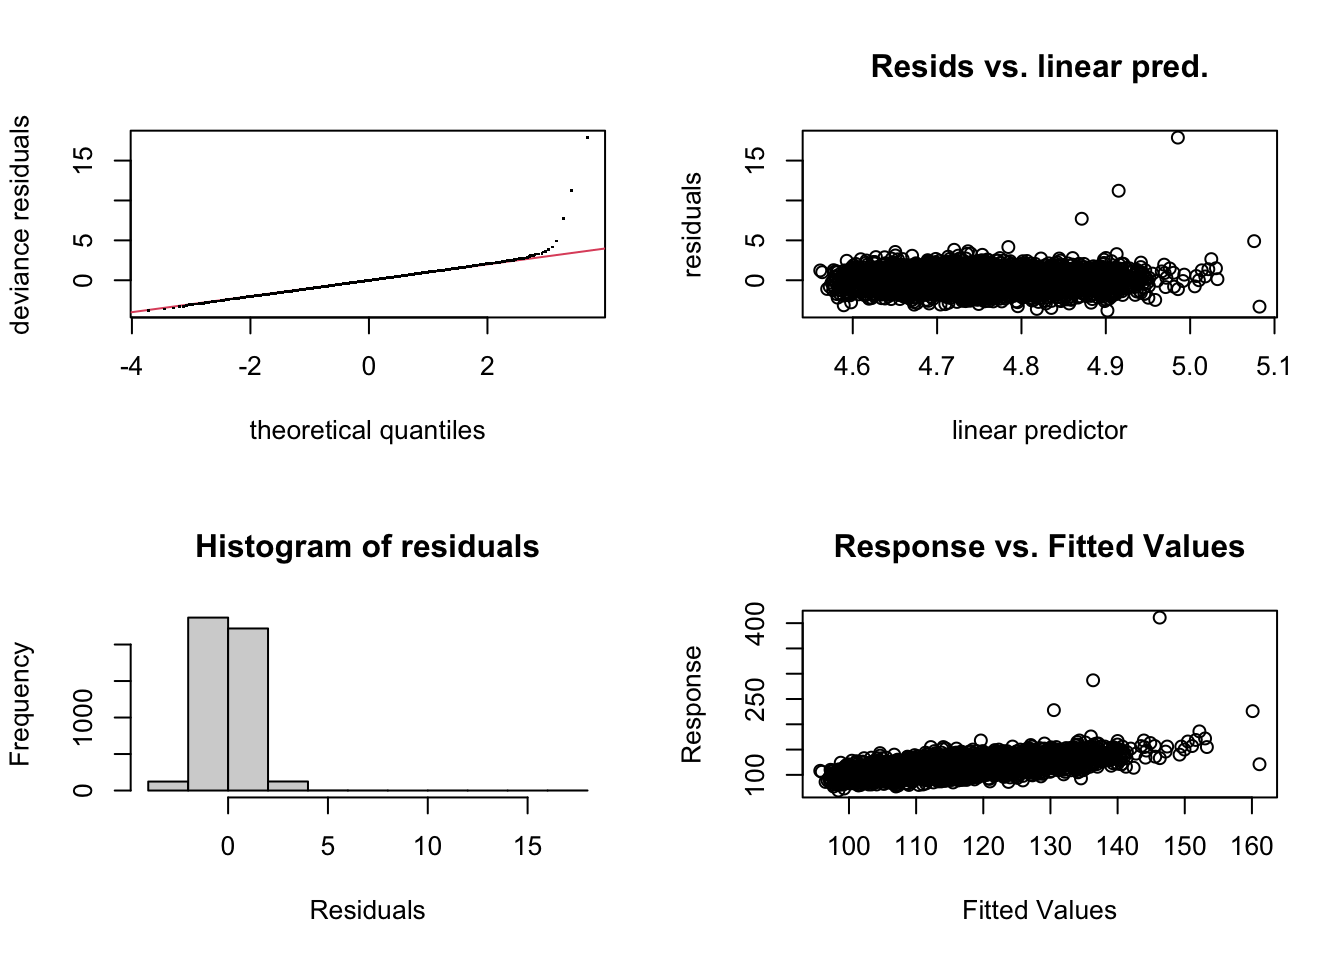 deviance residuals
15
5
0
-4 -2 0 2
theoretical quantiles
Resids vs. linear pred.
residuals
15
5
0
4.6 4.7 4.8 4.9 5.0 5.1
linear predictor
Histogram of residuals
Frequency
1000
0
0 5 10 15
Residuals
Response vs. Fitted Values
Response
400
250
100
100 110 120 130 140 150 160
Fitted Values